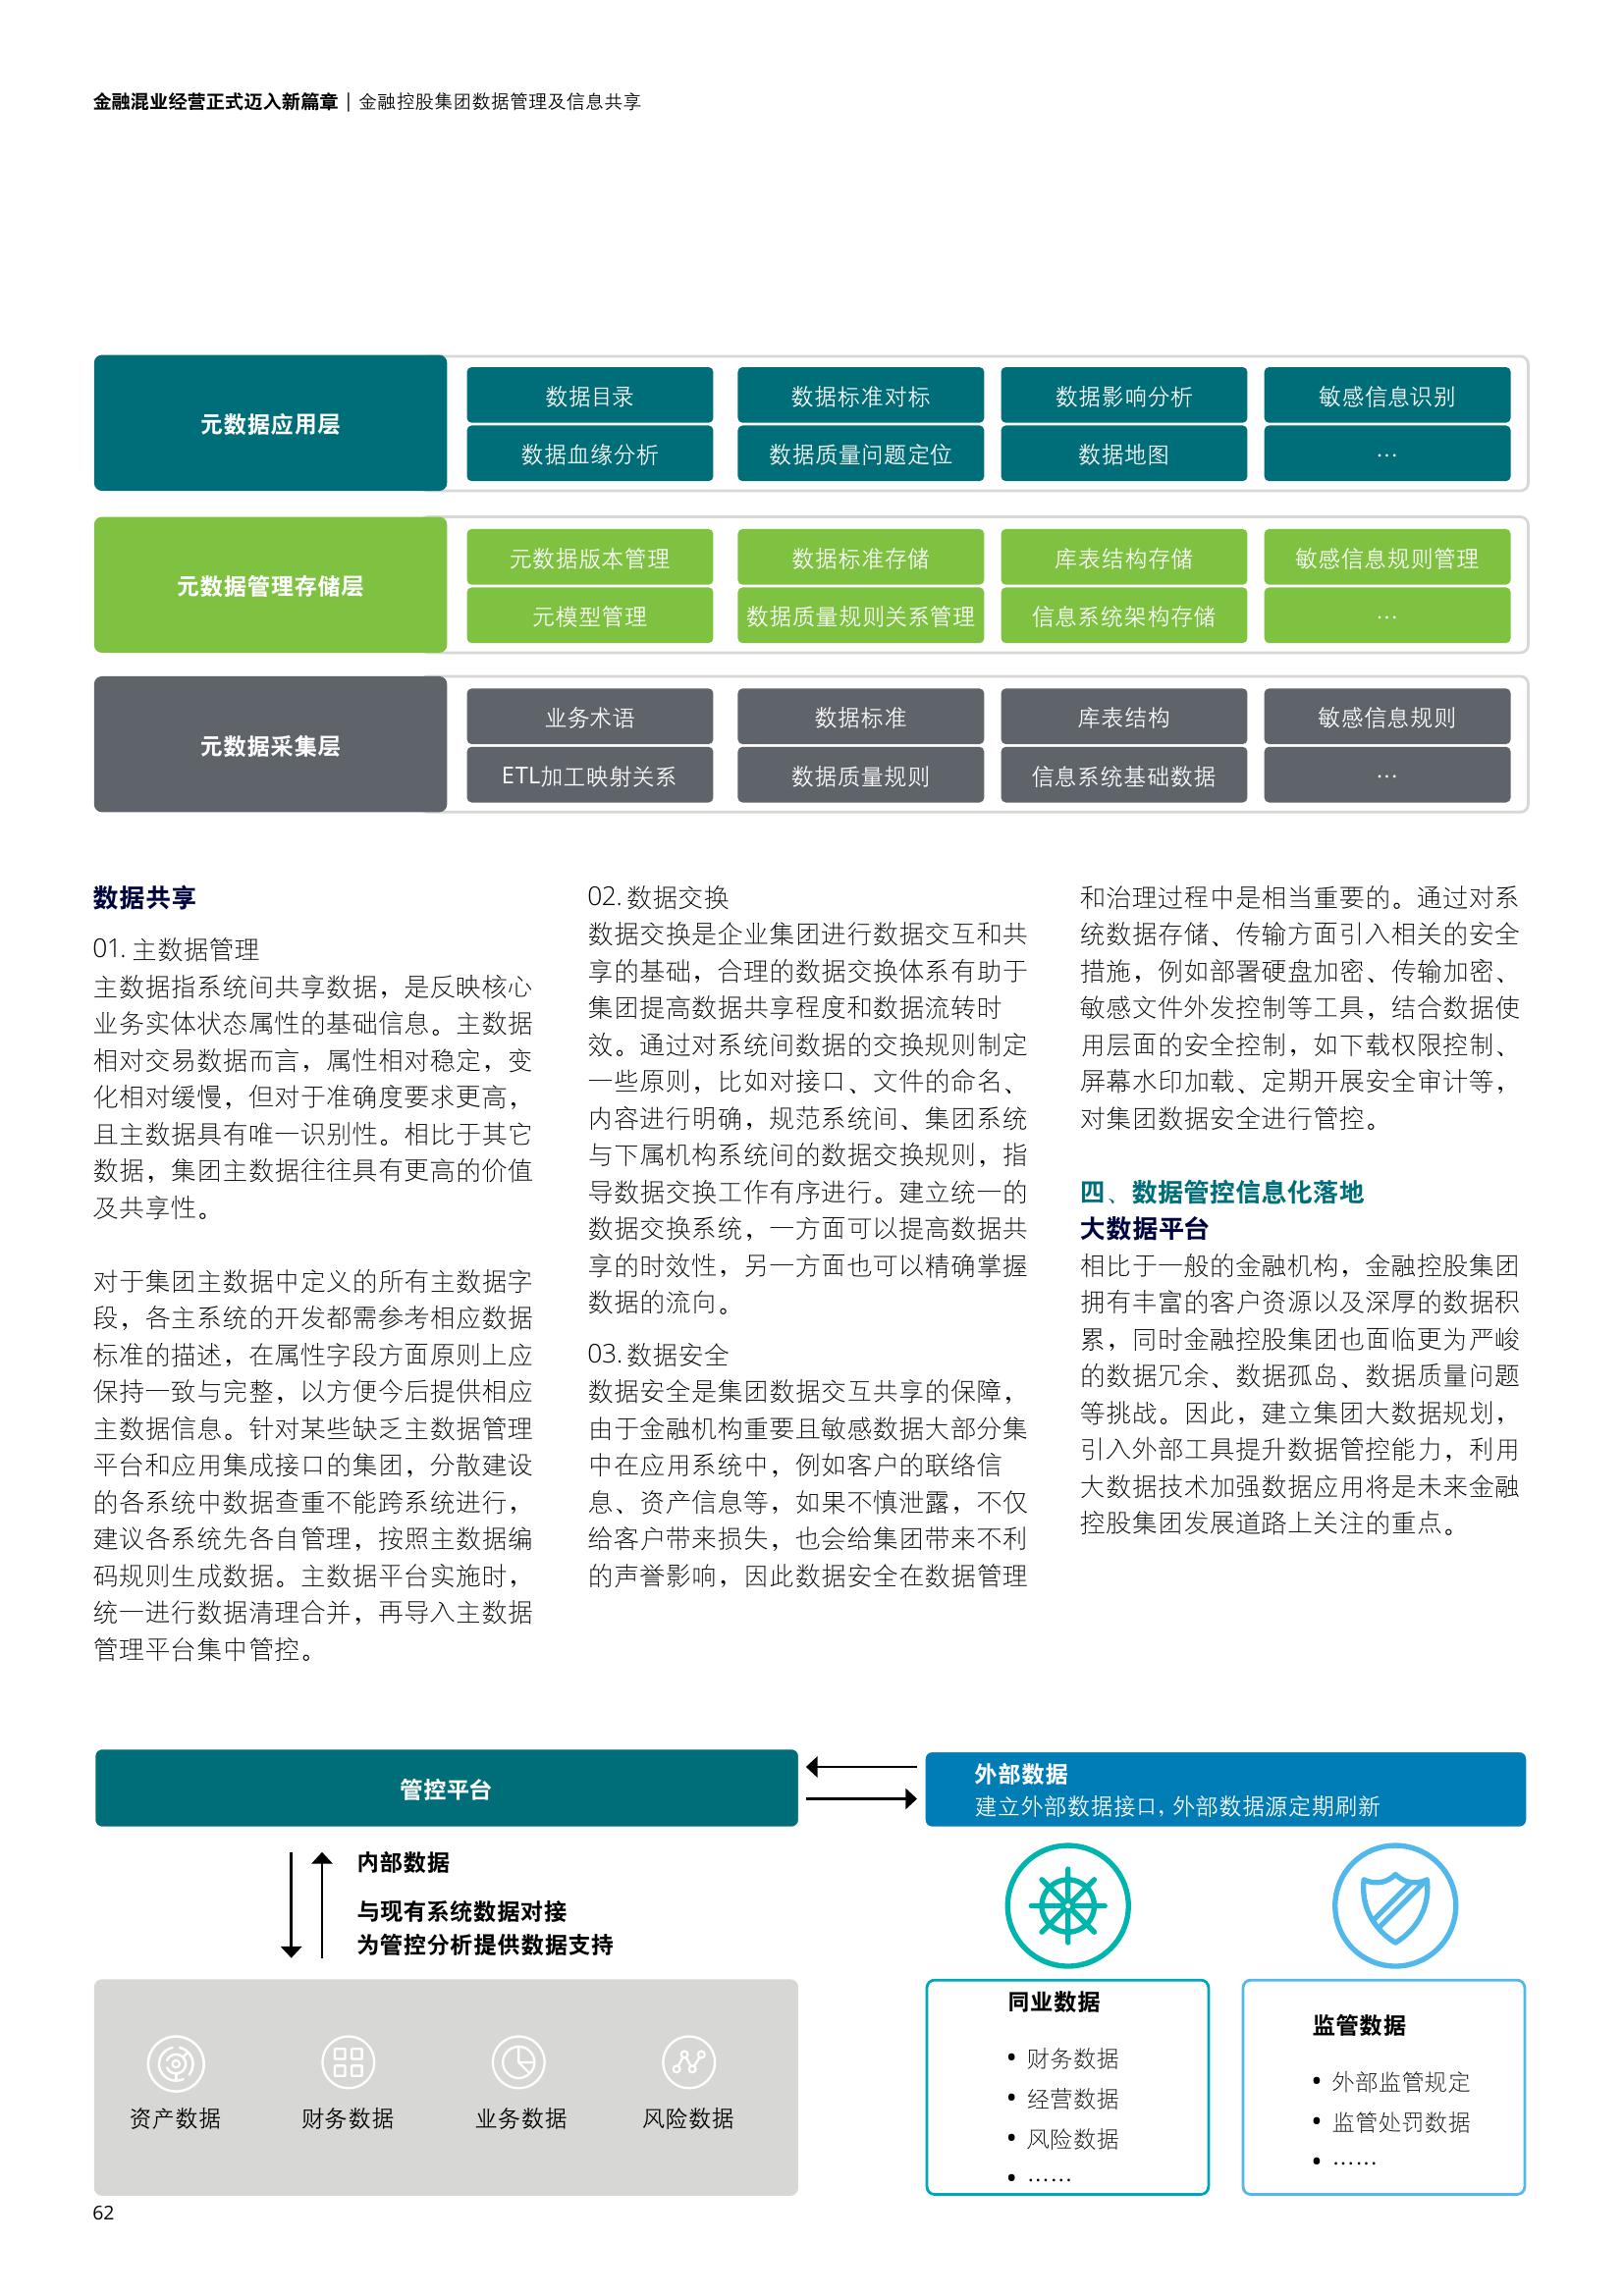 金融混业经营正式迈入新篇章 | 金融控股集团数据管理及信息共享
元数据应用层
数据目录
数据标准对标
数据影响分析
敏感信息识别
数据血缘分析
数据质量问题定位
数据地图
…
元数据管理存储层
元数据版本管理
数据标准存储
库表结构存储
敏感信息规则管理
元模型管理
数据质量规则关系管理
信息系统架构存储
…
元数据采集层
业务术语
数据标准
库表结构
敏感信息规则
ETL加工映射关系
数据质量规则
信息系统基础数据
…
数据共享
01. 主数据管理
主数据指系统间共享数据，是反映核心
业务实体状态属性的基础信息。主数据
相对交易数据而言，属性相对稳定，变
化相对缓慢，但对于准确度要求更高，
且主数据具有唯一识别性。相比于其它
数据，集团主数据往往具有更高的价值
及共享性。
对于集团主数据中定义的所有主数据字
段，各主系统的开发都需参考相应数据
标准的描述，在属性字段方面原则上应
保持一致与完整，以方便今后提供相应
主数据信息。针对某些缺乏主数据管理
平台和应用集成接口的集团，分散建设
的各系统中数据查重不能跨系统进行，
建议各系统先各自管理，按照主数据编
码规则生成数据。主数据平台实施时，
统一进行数据清理合并，再导入主数据
管理平台集中管控。
02. 数据交换
数据交换是企业集团进行数据交互和共
享的基础，合理的数据交换体系有助于
集团提高数据共享程度和数据流转时
效。通过对系统间数据的交换规则制定
一些原则，比如对接口、文件的命名、
内容进行明确，规范系统间、集团系统
与下属机构系统间的数据交换规则，指
导数据交换工作有序进行。建立统一的
数据交换系统，一方面可以提高数据共
享的时效性，另一方面也可以精确掌握
数据的流向。
03. 数据安全
数据安全是集团数据交互共享的保障，
由于金融机构重要且敏感数据大部分集
中在应用系统中，例如客户的联络信
息、资产信息等，如果不慎泄露，不仅
给客户带来损失，也会给集团带来不利
的声誉影响，因此数据安全在数据管理
和治理过程中是相当重要的。通过对系
统数据存储、传输方面引入相关的安全
措施，例如部署硬盘加密、传输加密、
敏感文件外发控制等工具，结合数据使
用层面的安全控制，如下载权限控制、
屏幕水印加载、定期开展安全审计等，
对集团数据安全进行管控。
四、数据管控信息化落地
大数据平台
相比于一般的金融机构，金融控股集团
拥有丰富的客户资源以及深厚的数据积
累，同时金融控股集团也面临更为严峻
的数据冗余、数据孤岛、数据质量问题
等挑战。因此，建立集团大数据规划，
引入外部工具提升数据管控能力，利用
大数据技术加强数据应用将是未来金融
控股集团发展道路上关注的重点。
管控平台
外部数据
建立外部数据接口，外部数据源定期刷新
内部数据
与现有系统数据对接
为管控分析提供数据支持
资产数据
财务数据
业务数据
风险数据
同业数据
• 财务数据
• 经营数据
• 风险数据
• ……
监管数据
• 外部监管规定
• 监管处罚数据
• ……
62